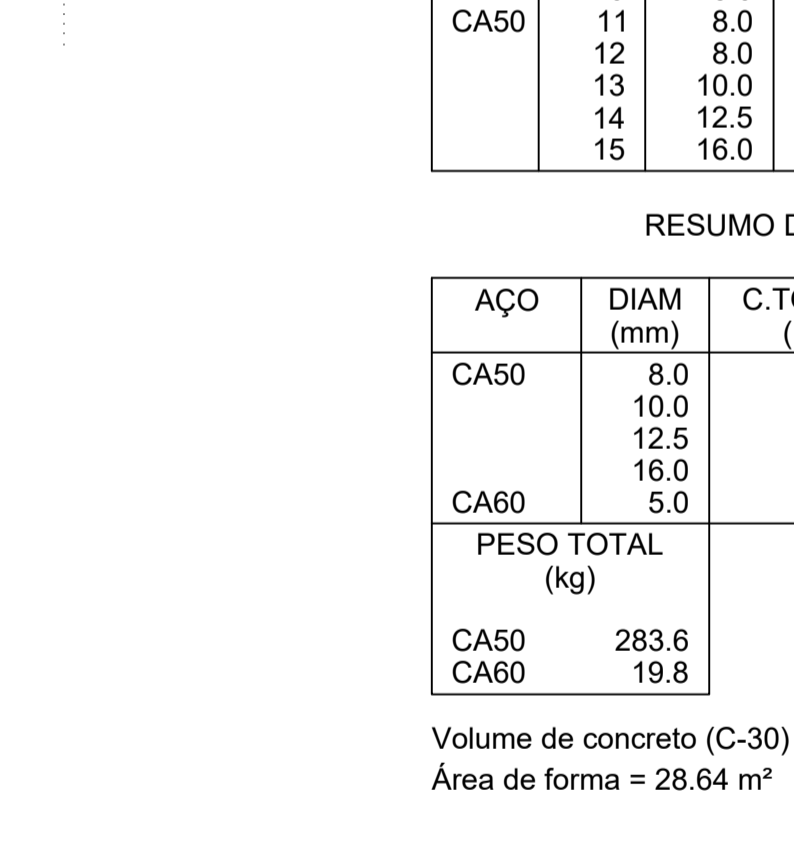 CA50 11 8.0
12 8.0
13 10.0
14 12.5
15 16.0
RESUMO
AÇO DIAM
(mm)
CA50 8.0
10.0
12.5
16.0
CA60 5.0
PESO TOTAL
(kg)
CA50 283.6
CA60 19.8
Volume de concreto (C-30)
Área de forma = 28.64 m²